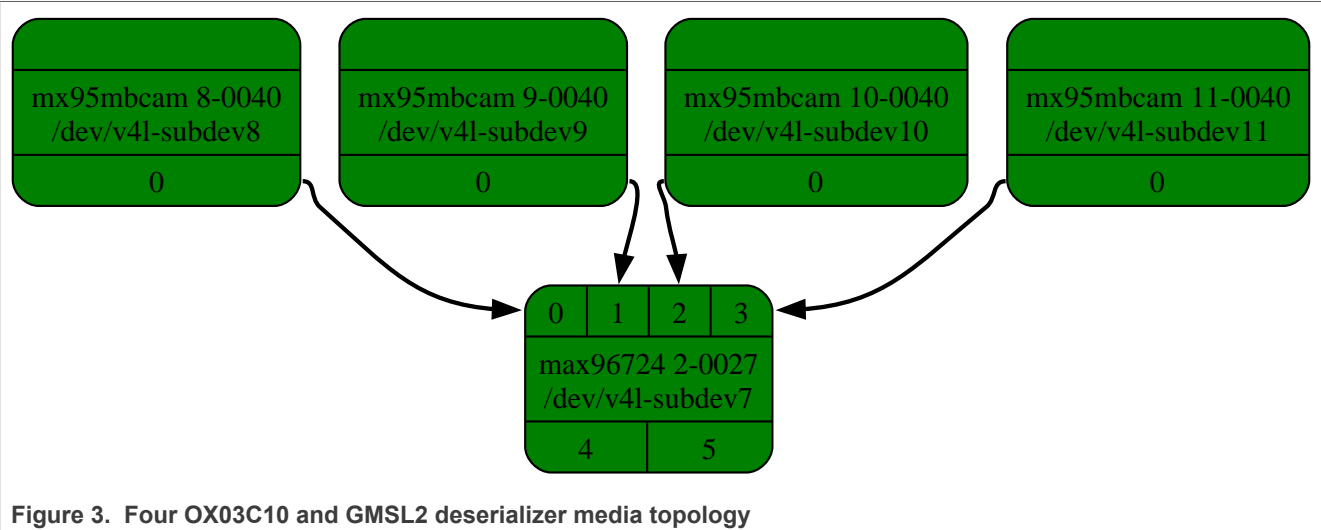 mx95mbcam 8-0040
/dev/v4l-subdev8
0
mx95mbcam 9-0040
/dev/v4l-subdev9
0
mx95mbcam 10-0040
/dev/v4l-subdev10
0
mx95mbcam 11-0040
/dev/v4l-subdev11
0
0 1 2 3
max96724 2-0027
/dev/v4l-subdev7
4 5
Figure 3. Four OX03C10 and GMSL2 deserializer media topology